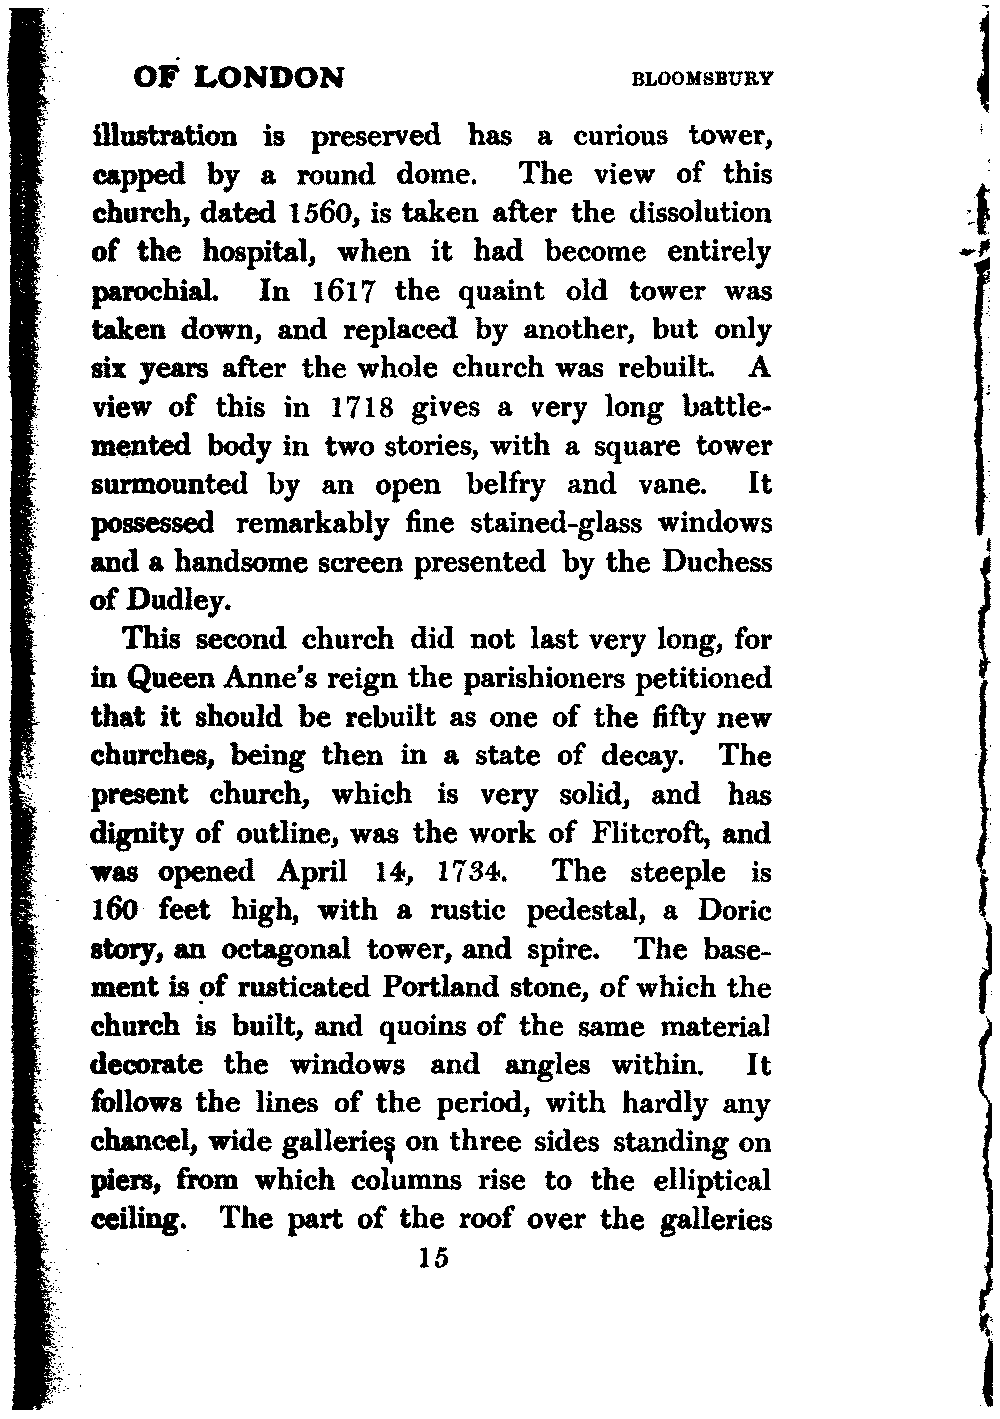 OF LONDON BLOOMSBURY
illustration is preserved has a curious tower,
capped by a round dome. The view of this
church, dated 1560, is taken after the dissolution
of the hospital, when it had become entirely
parochial. In 1617 the quaint old tower was
taken down, and replaced by another, but only
six years after the whole church was rebuilt. A
view of this in 1718 gives a very long battle-
mented body in two stories, with a square tower
surmounted by an open belfry and vane. It
possessed remarkably fine stained-glass windows
and a handsome screen presented by the Duchess
of Dudley.
This second church did not last very long, for
in Queen Anne's reign the parishioners petitioned
that it should be rebuilt as one of the fifty new
churches, being then in a state of decay. The
present church, which is very solid, and has
dignity of outline, was the work of Flitcroft, and
was opened April 14, 1734. The steeple is
160 feet high, with a rustic pedestal, a Doric
story, an octagonal tower, and spire. The base-
ment is of rusticated Portland stone, of which the
church is built, and quoins of the same material
decorate the windows and angles within. It
follows the lines of the period, with hardly any
chancel, wide galleries on three sides standing on
piers, from which columns rise to the elliptical
ceiling. The part of the roof over the galleries
15